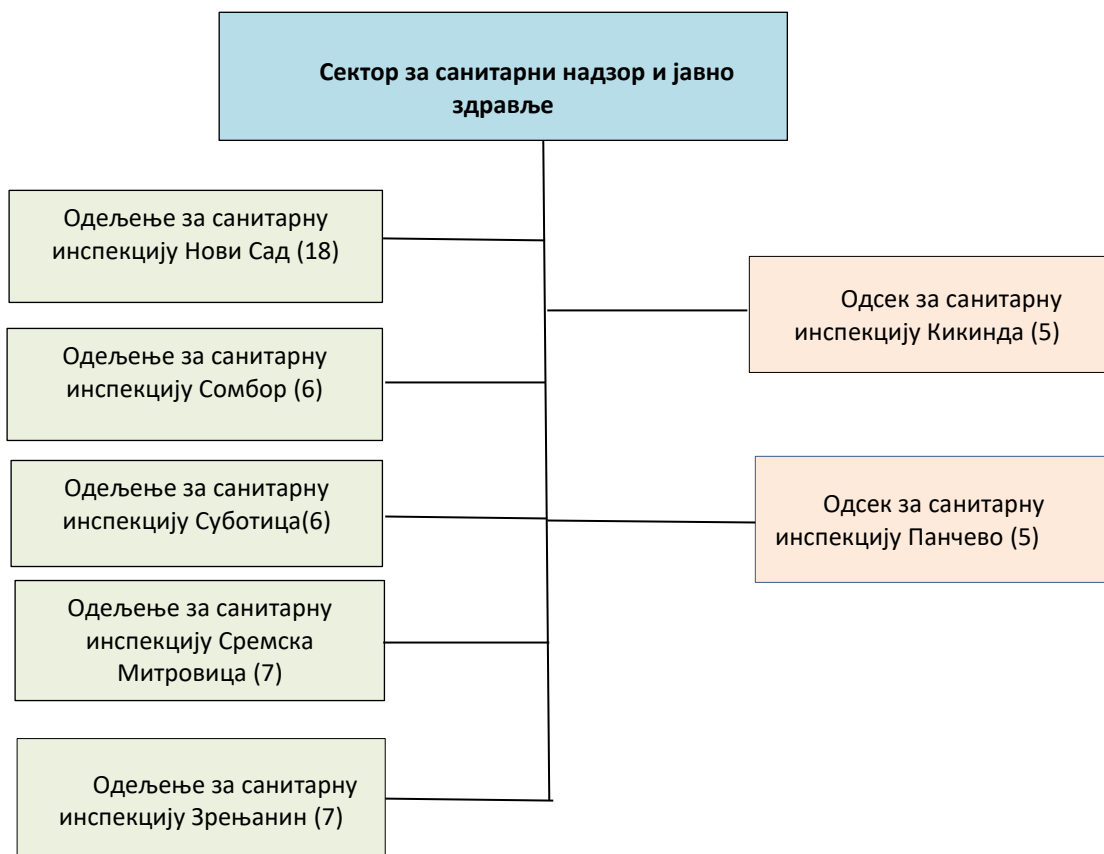 Сектор за санитарни надзор и јавно
здравље
Одељење за санитарну
инспекцију Нови Сад (18)
Одсек за санитарну
инспекцију Кикинда (5)
Одељење за санитарну
инспекцију Сомбор (6)
Одељење за санитарну
инспекцију Суботица(6)
Одсек за санитарну
инспекцију Панчево (5)
Одељење за санитарну
инспекцију Сремска
Митровица (7)
Одељење за санитарну
инспекцију Зрењанин (7)